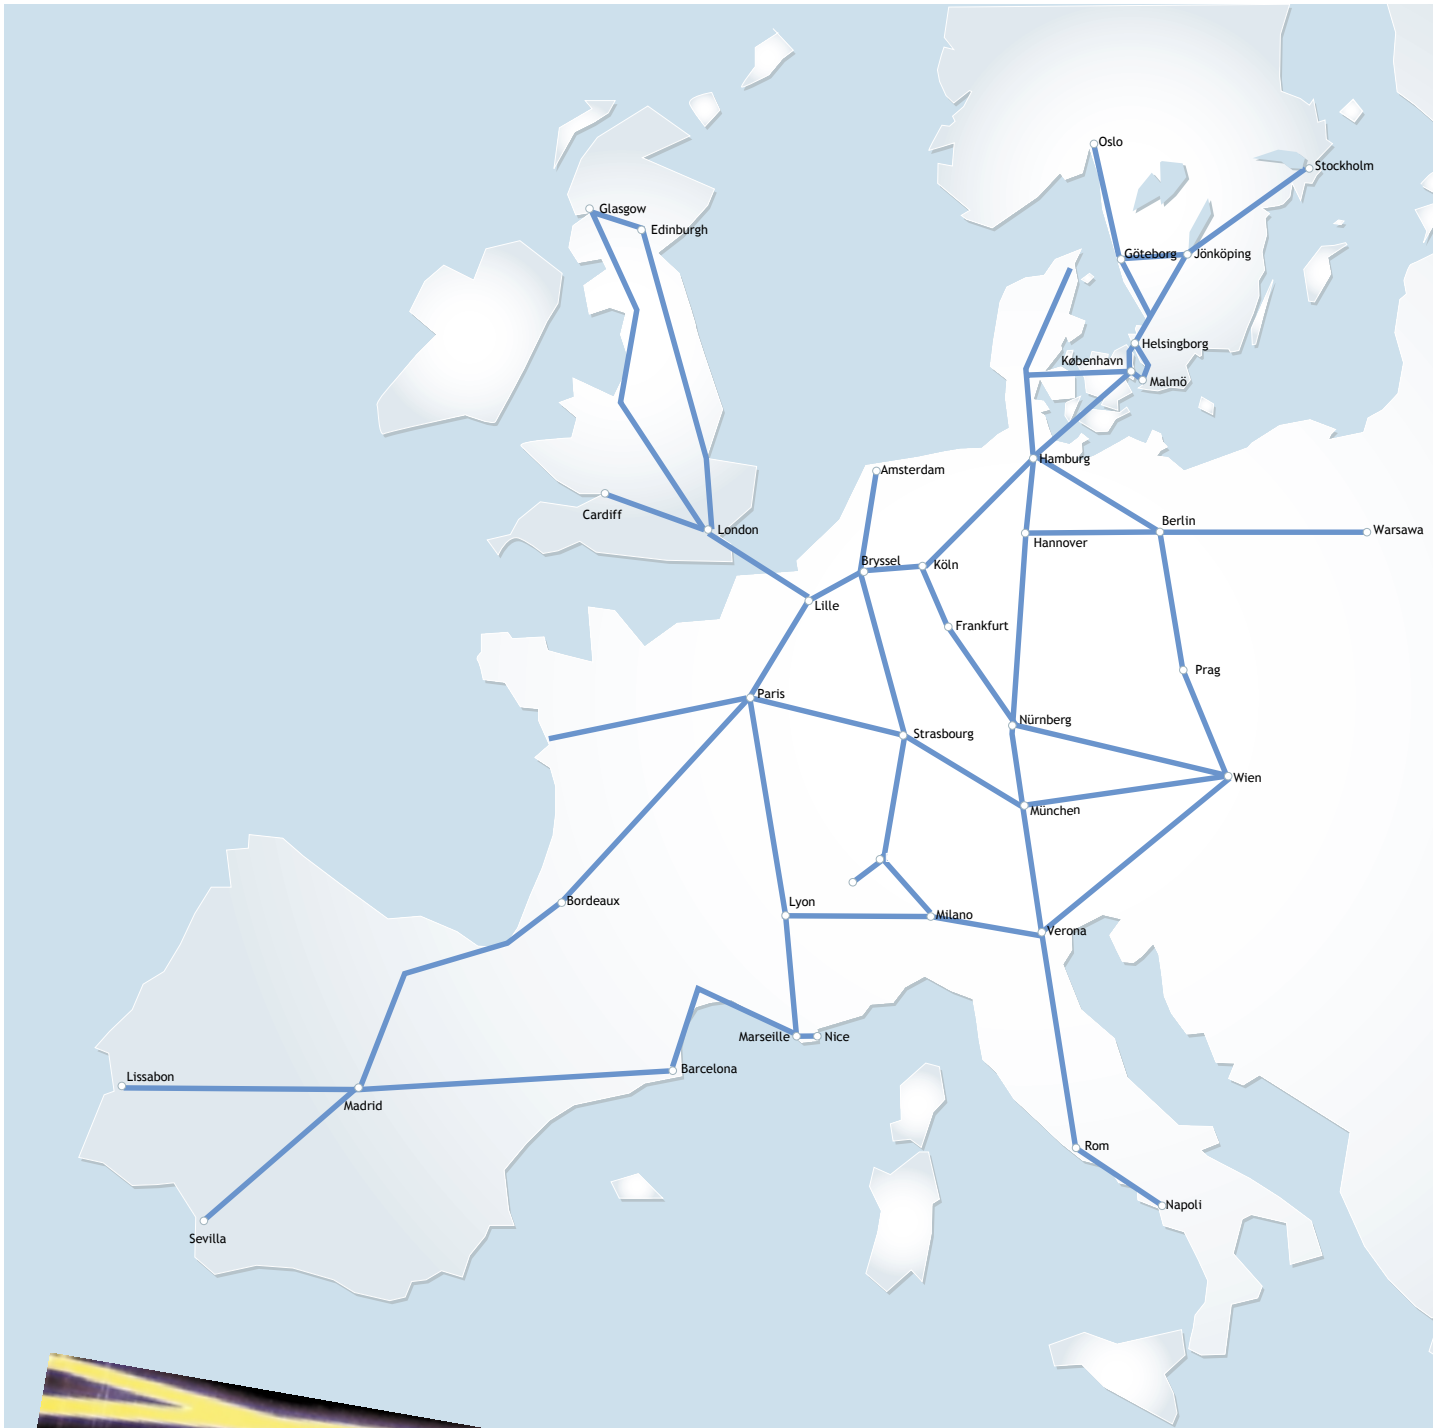 Oslo
Stockholm
Glasgow
Edinburgh
Göteborg
Jönköping
Helsingborg
København
Malmö
Hamburg
Amsterdam
Cardiff
London
Berlin
Warsawa
Hannover
Bryssel
Köln
Lille
Frankfurt
Prag
Paris
Nürnberg
Strasbourg
Wien
München
Bordeaux
Lyon
Milano
Verona
Marseille
Nice
Barcelona
Lissabon
Madrid
Rom
Napoli
Sevilla